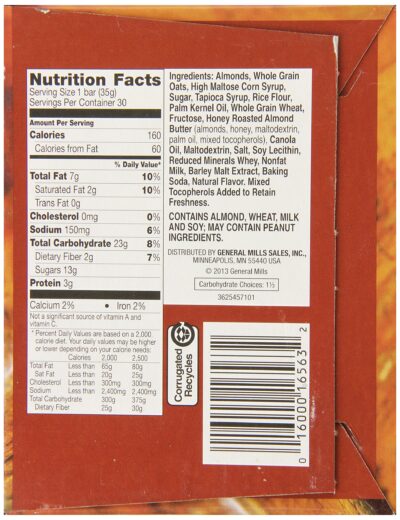 Nutrition Facts
Serving Size 1 bar (35g)
Servings Per Container 30
Amount Per Serving
Calories 160
Calories from Fat 60
% Daily Value*
Total Fat 7g 10%
Saturated Fat 2g 10%
Trans Fat 0g
Cholesterol 0mg 0%
Sodium 150mg 6%
Total Carbohydrate 23g 8%
Dietary Fiber 2g 7%
Sugars 13g
Protein 3g
Calcium 2% • Iron 2%
Not a significant source of vitamin A and
vitamin C.
* Percent Daily Values are based on a 2,000
calorie diet. Your daily values may be higher
or lower depending on your calorie needs:
Calories 2,000 2,500
Total Fat Less than 65g 80g
Sat Fat Less than 20g 25g
Cholesterol Less than 300mg 300mg
Sodium Less than 2,400mg 2,400mg
Total Carbohydrate 300g 375g
Dietary Fiber 25g 30g
Ingredients: Almonds, Whole Grain
Oats, High Maltose Corn Syrup,
Sugar, Tapioca Syrup, Rice Flour,
Palm Kernel Oil, Whole Grain Wheat,
Fructose, Honey Roasted Almond
Butter (almonds, honey, maltodextrin,
palm oil, mixed tocopherols), Canola
Oil, Maltodextrin, Salt, Soy Lecithin,
Reduced Minerals Whey, Nonfat
Milk, Barley Malt Extract, Baking
Soda, Natural Flavor. Mixed
Tocopherols Added to Retain
Freshness.
CONTAINS ALMOND, WHEAT, MILK
AND SOY; MAY CONTAIN PEANUT
INGREDIENTS.
DISTRIBUTED BY GENERAL MILLS SALES, INC.,
MINNEAPOLIS, MN 55440 USA
© 2013 General Mills
Carbohydrate Choices: 1½
3625457101
Corrugated
Recycles
0 16000 16563 2